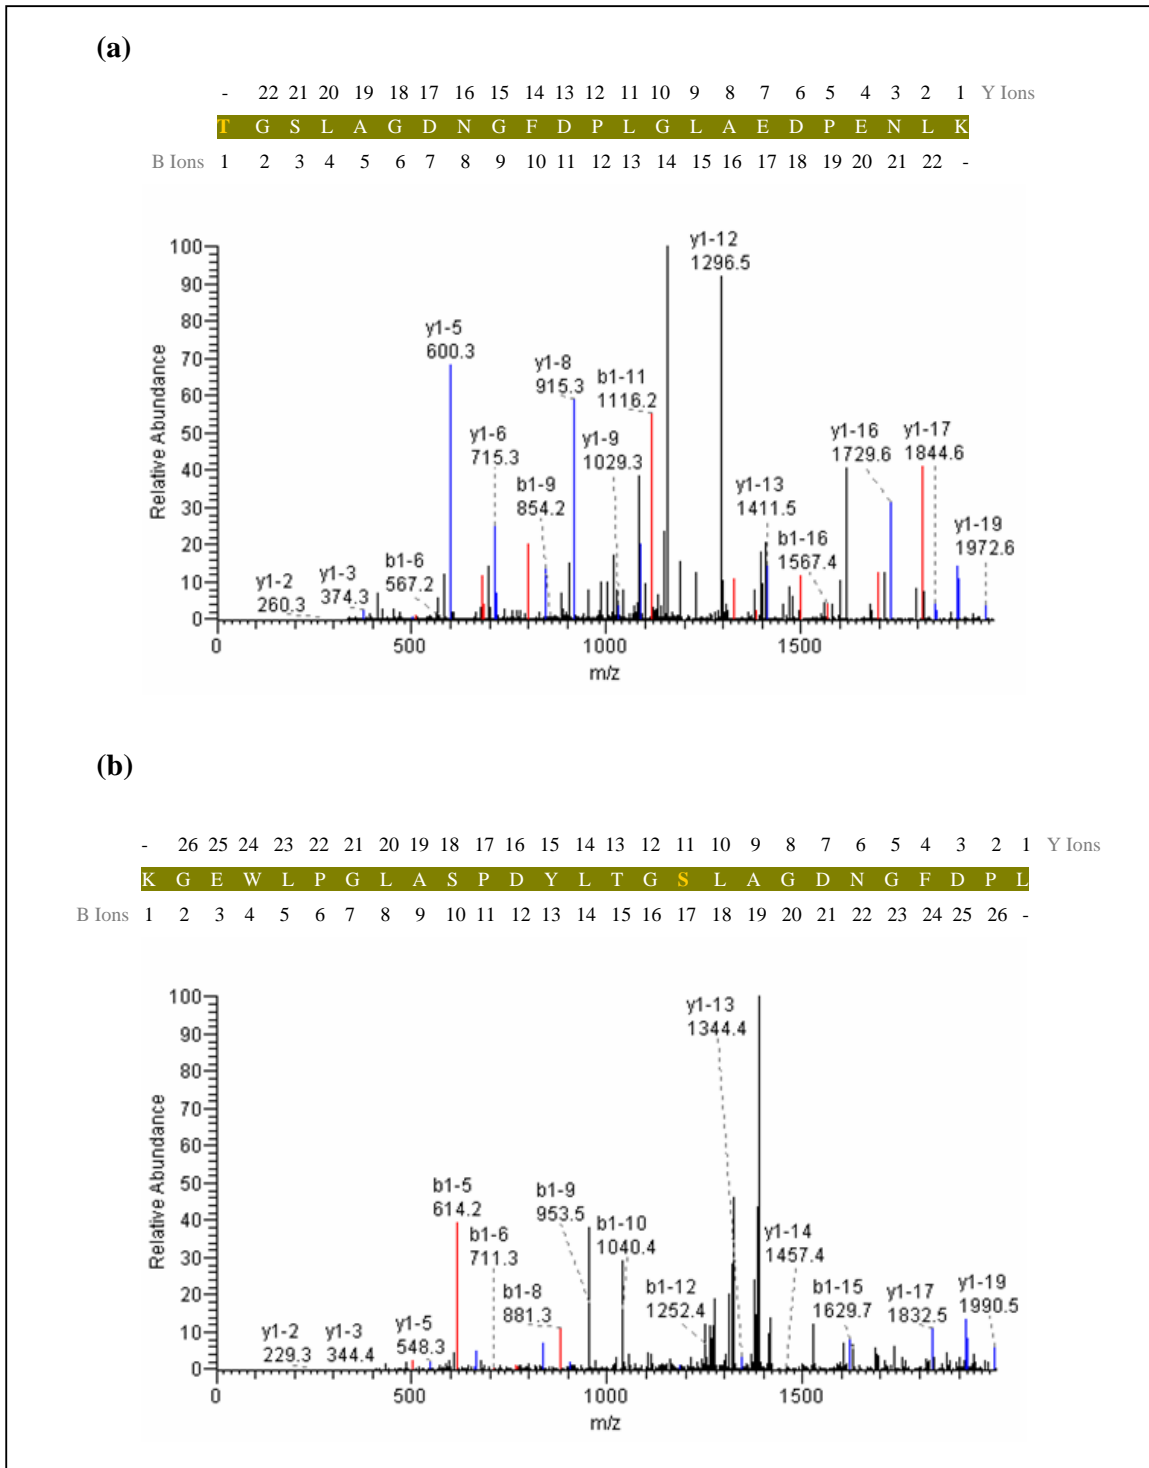 (a)
- 22 21 20 19 18 17 16 15 14 13 12 11 10 9 8 7 6 5 4 3 2 1 Y Ions
T G S L A G D N G F D P L G L A E D P E N L K
B Ions 1 2 3 4 5 6 7 8 9 10 11 12 13 14 15 16 17 18 19 20 21 22 -
y1-12
1296.5
y1-5
600.3
y1-8
915.3
b1-11
1116.2
y1-6
715.3
y1-9
1029.3
y1-16
1729.6
y1-17
1844.6
b1-9
854.2
y1-13
1411.5
b1-16
1567.4
y1-19
1972.6
y1-2
260.3
y1-3
374.3
b1-6
567.2
100
90
80
70
60
50
40
30
20
10
0
Relative Abundance
0 500 1000 1500
m/z
(b)
- 26 25 24 23 22 21 20 19 18 17 16 15 14 13 12 11 10 9 8 7 6 5 4 3 2 1 Y Ions
K G E W L P G L A S P D Y L T G S L A G D N G F D P L
B Ions 1 2 3 4 5 6 7 8 9 10 11 12 13 14 15 16 17 18 19 20 21 22 23 24 25 26 -
y1-13
1344.4
b1-5
614.2
b1-9
953.5
b1-6
711.3
b1-10
1040.4
y1-14
1457.4
b1-8
881.3
b1-12
1252.4
b1-15
1629.7
y1-17
1832.5
y1-19
1990.5
y1-2
229.3
y1-3
344.4
y1-5
548.3
100
90
80
70
60
50
40
30
20
10
0
Relative Abundance
0 500 1000 1500
m/z